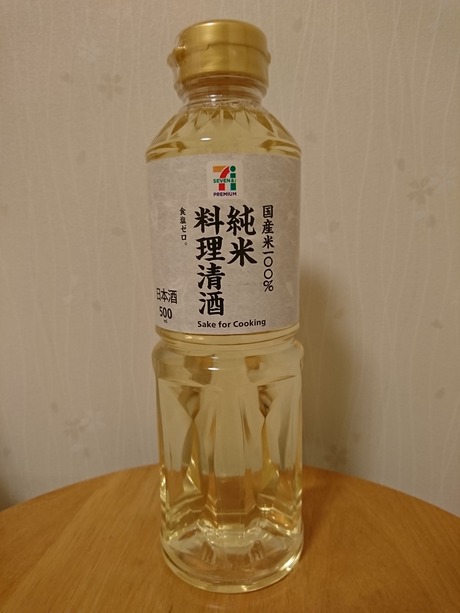 SEVEN&i
PREMIUM
国産米一〇〇%
純米
料理清酒
食塩ゼロ。
日本酒
500
ml
Sake for Cooking